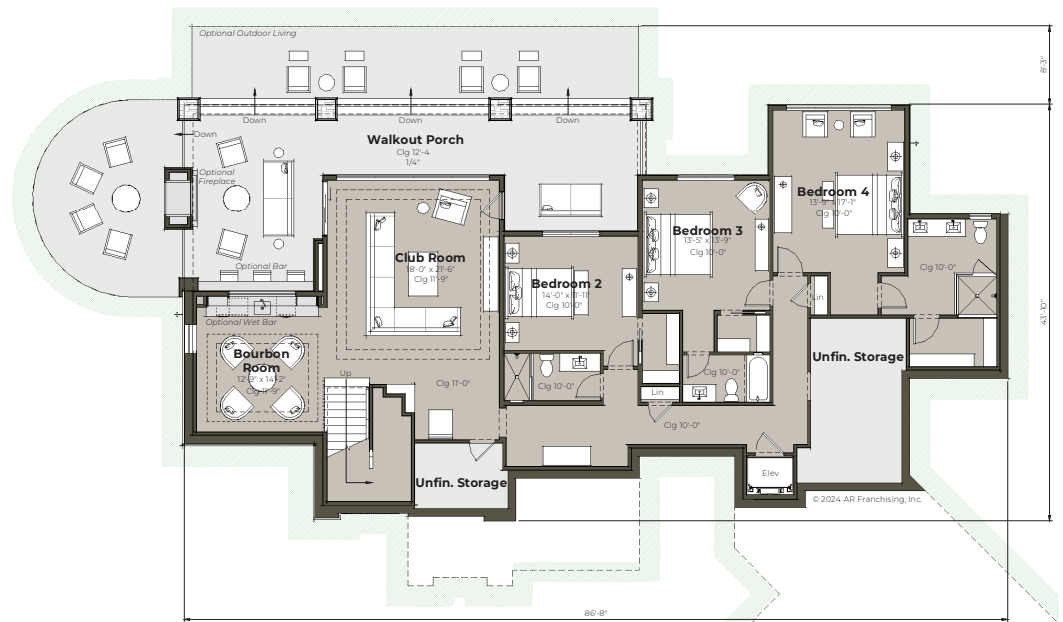 Optional Outdoor Living
8'-3"
Down
Down
Down
Down
Walkout Porch
Clg 12'-4
1/4"
Optional
Fireplace
Bedroom 4
13'-9" x 17'-1"
Clg 10'-0"
Bedroom 3
13'-5" x 13'-9"
Clg 10'-0"
Club Room
18'-0" x 21'-6"
Clg 11'-9"
Optional Bar
Clg 10'-0"
Bedroom 2
14'-0" x 11'-11"
Clg 10'-0"
Lin
43'-10"
Optional Wet Bar
Bourbon
Room
12'-9" x 14'-2"
Clg 11'-9"
Unfin. Storage
Up
Clg 11'-0"
Clg 10'-0"
Clg 10'-0"
Lin
Clg 10'-0"
Unfin. Storage
Elev
© 2024 AR Franchising, Inc.
86'-8"